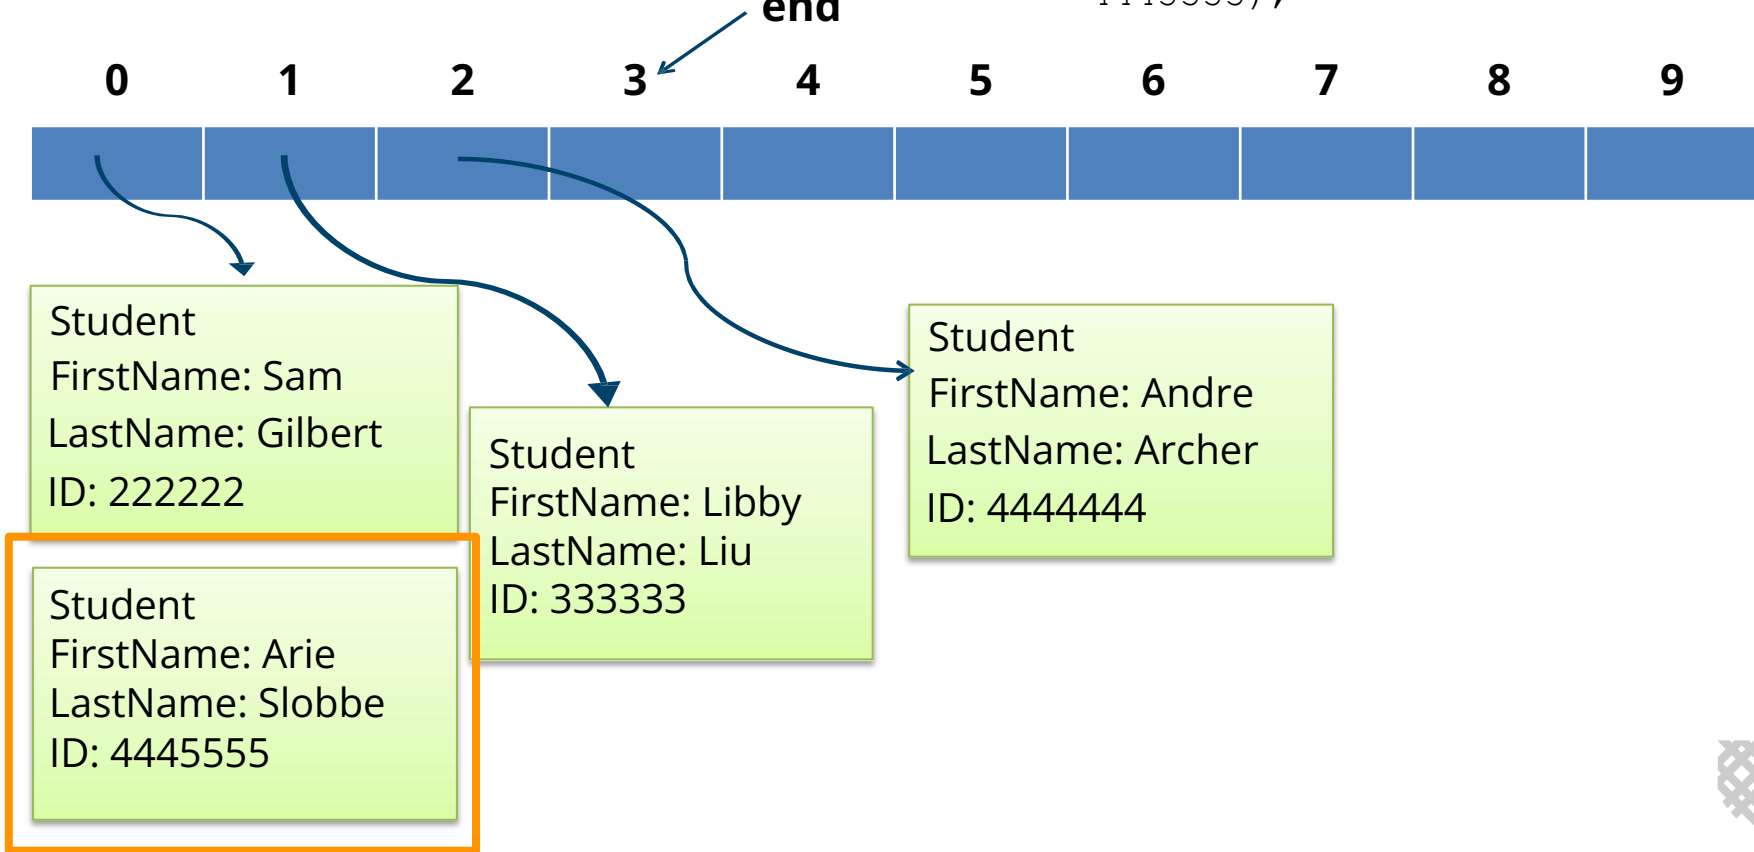 end
0 1 2 3 4 5 6 7 8 9
Student
FirstName: Sam
LastName: Gilbert
ID: 222222
Student
FirstName: Libby
LastName: Liu
ID: 333333
Student
FirstName: Andre
LastName: Archer
ID: 4444444
Student
FirstName: Arie
LastName: Slobbe
ID: 4445555